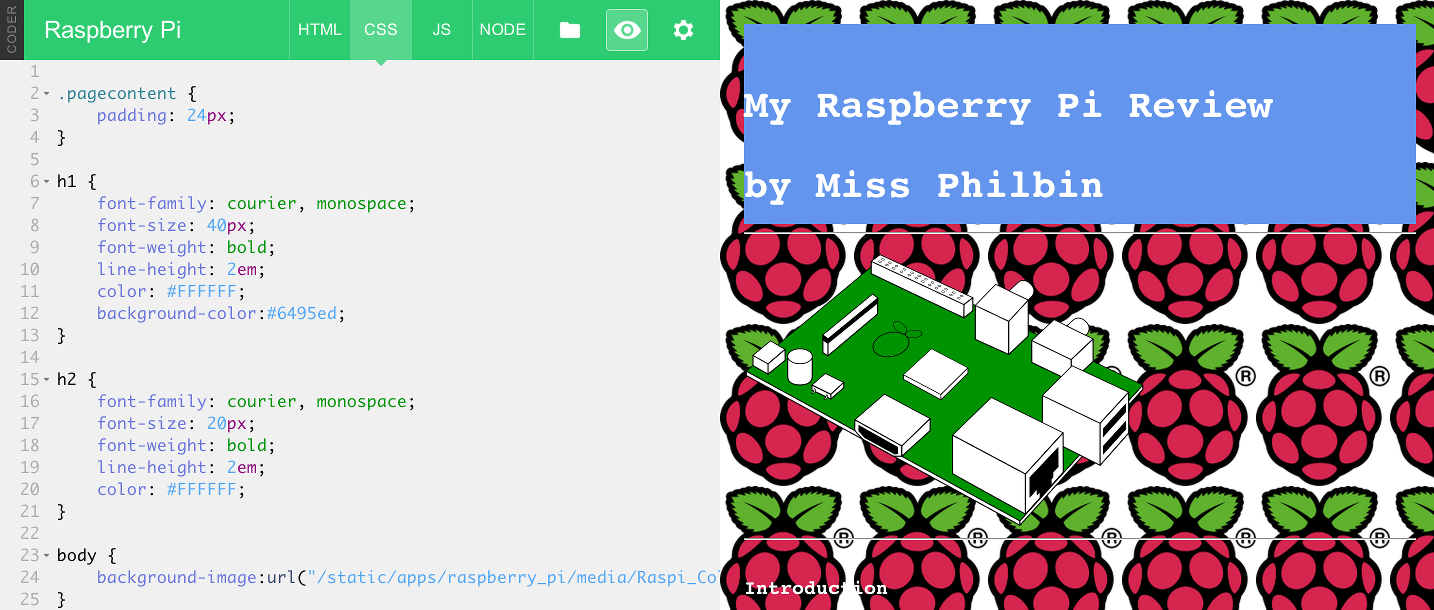 CODER
Raspberry Pi
HTML
CSS
JS
NODE
1
2 .pagecontent {
3 padding: 24px;
4 }
5
6 h1 {
7 font-family: courier, monospace;
8 font-size: 40px;
9 font-weight: bold;
10 line-height: 2em;
11 color: #FFFFFF;
12 background-color:#6495ed;
13 }
14
15 h2 {
16 font-family: courier, monospace;
17 font-size: 20px;
18 font-weight: bold;
19 line-height: 2em;
20 color: #FFFFFF;
21 }
22
23 body {
24 background-image:url("/static/apps/raspberry_pi/media/Raspi_Co
25 }
My Raspberry Pi Review
by Miss Philbin
® ®
® ® ® ® ®
Introduction